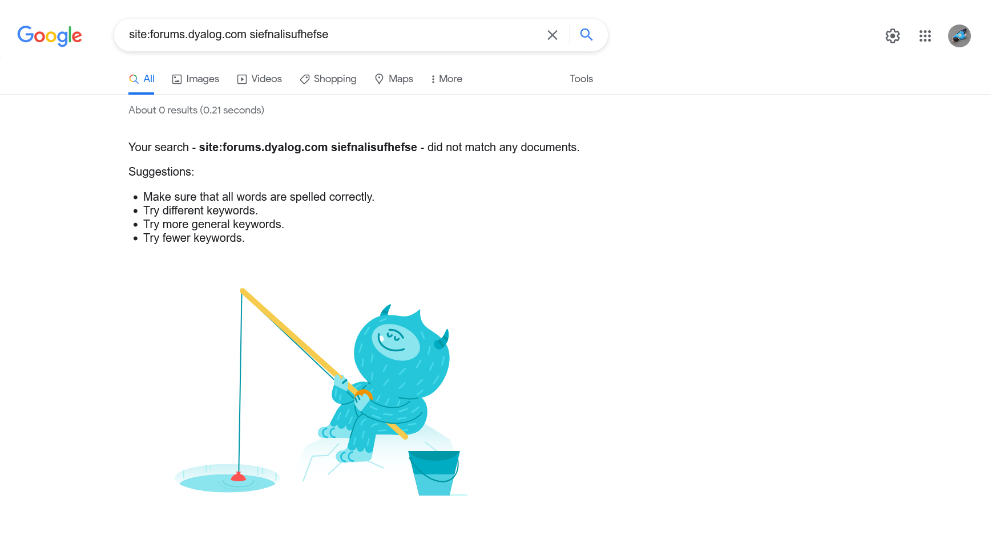 Google
site:forums.dyalog.com siefnalisufhefse
All Images Videos Shopping Maps More Tools
About 0 results (0.21 seconds)
Your search - site:forums.dyalog.com siefnalisufhefse - did not match any documents.
Suggestions:
Make sure that all words are spelled correctly.
Try different keywords.
Try more general keywords.
Try fewer keywords.